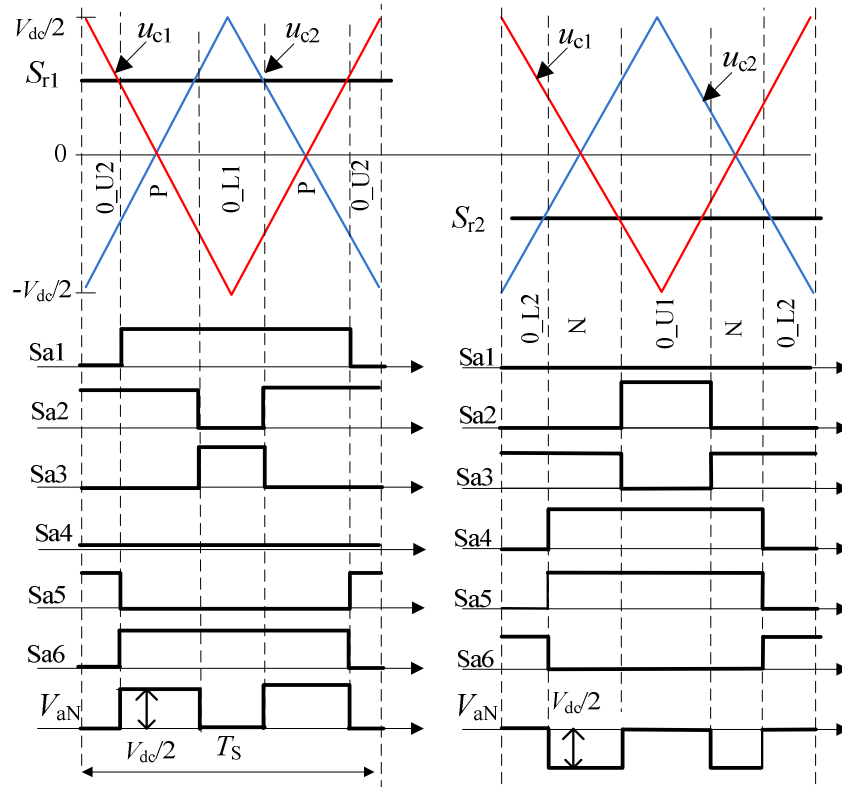 Vdc/2
uc1
uc2
Sr1
0
0_U2
P
0_L1
P
0_U2
-Vdc/2
Sa1
Sa2
Sa3
Sa4
Sa5
Sa6
VaN
Vdc/2
TS
uc1
uc2
Sr2
0_L2
N
0_U1
N
0_L2
Sa1
Sa2
Sa3
Sa4
Sa5
Sa6
VaN
Vdc/2